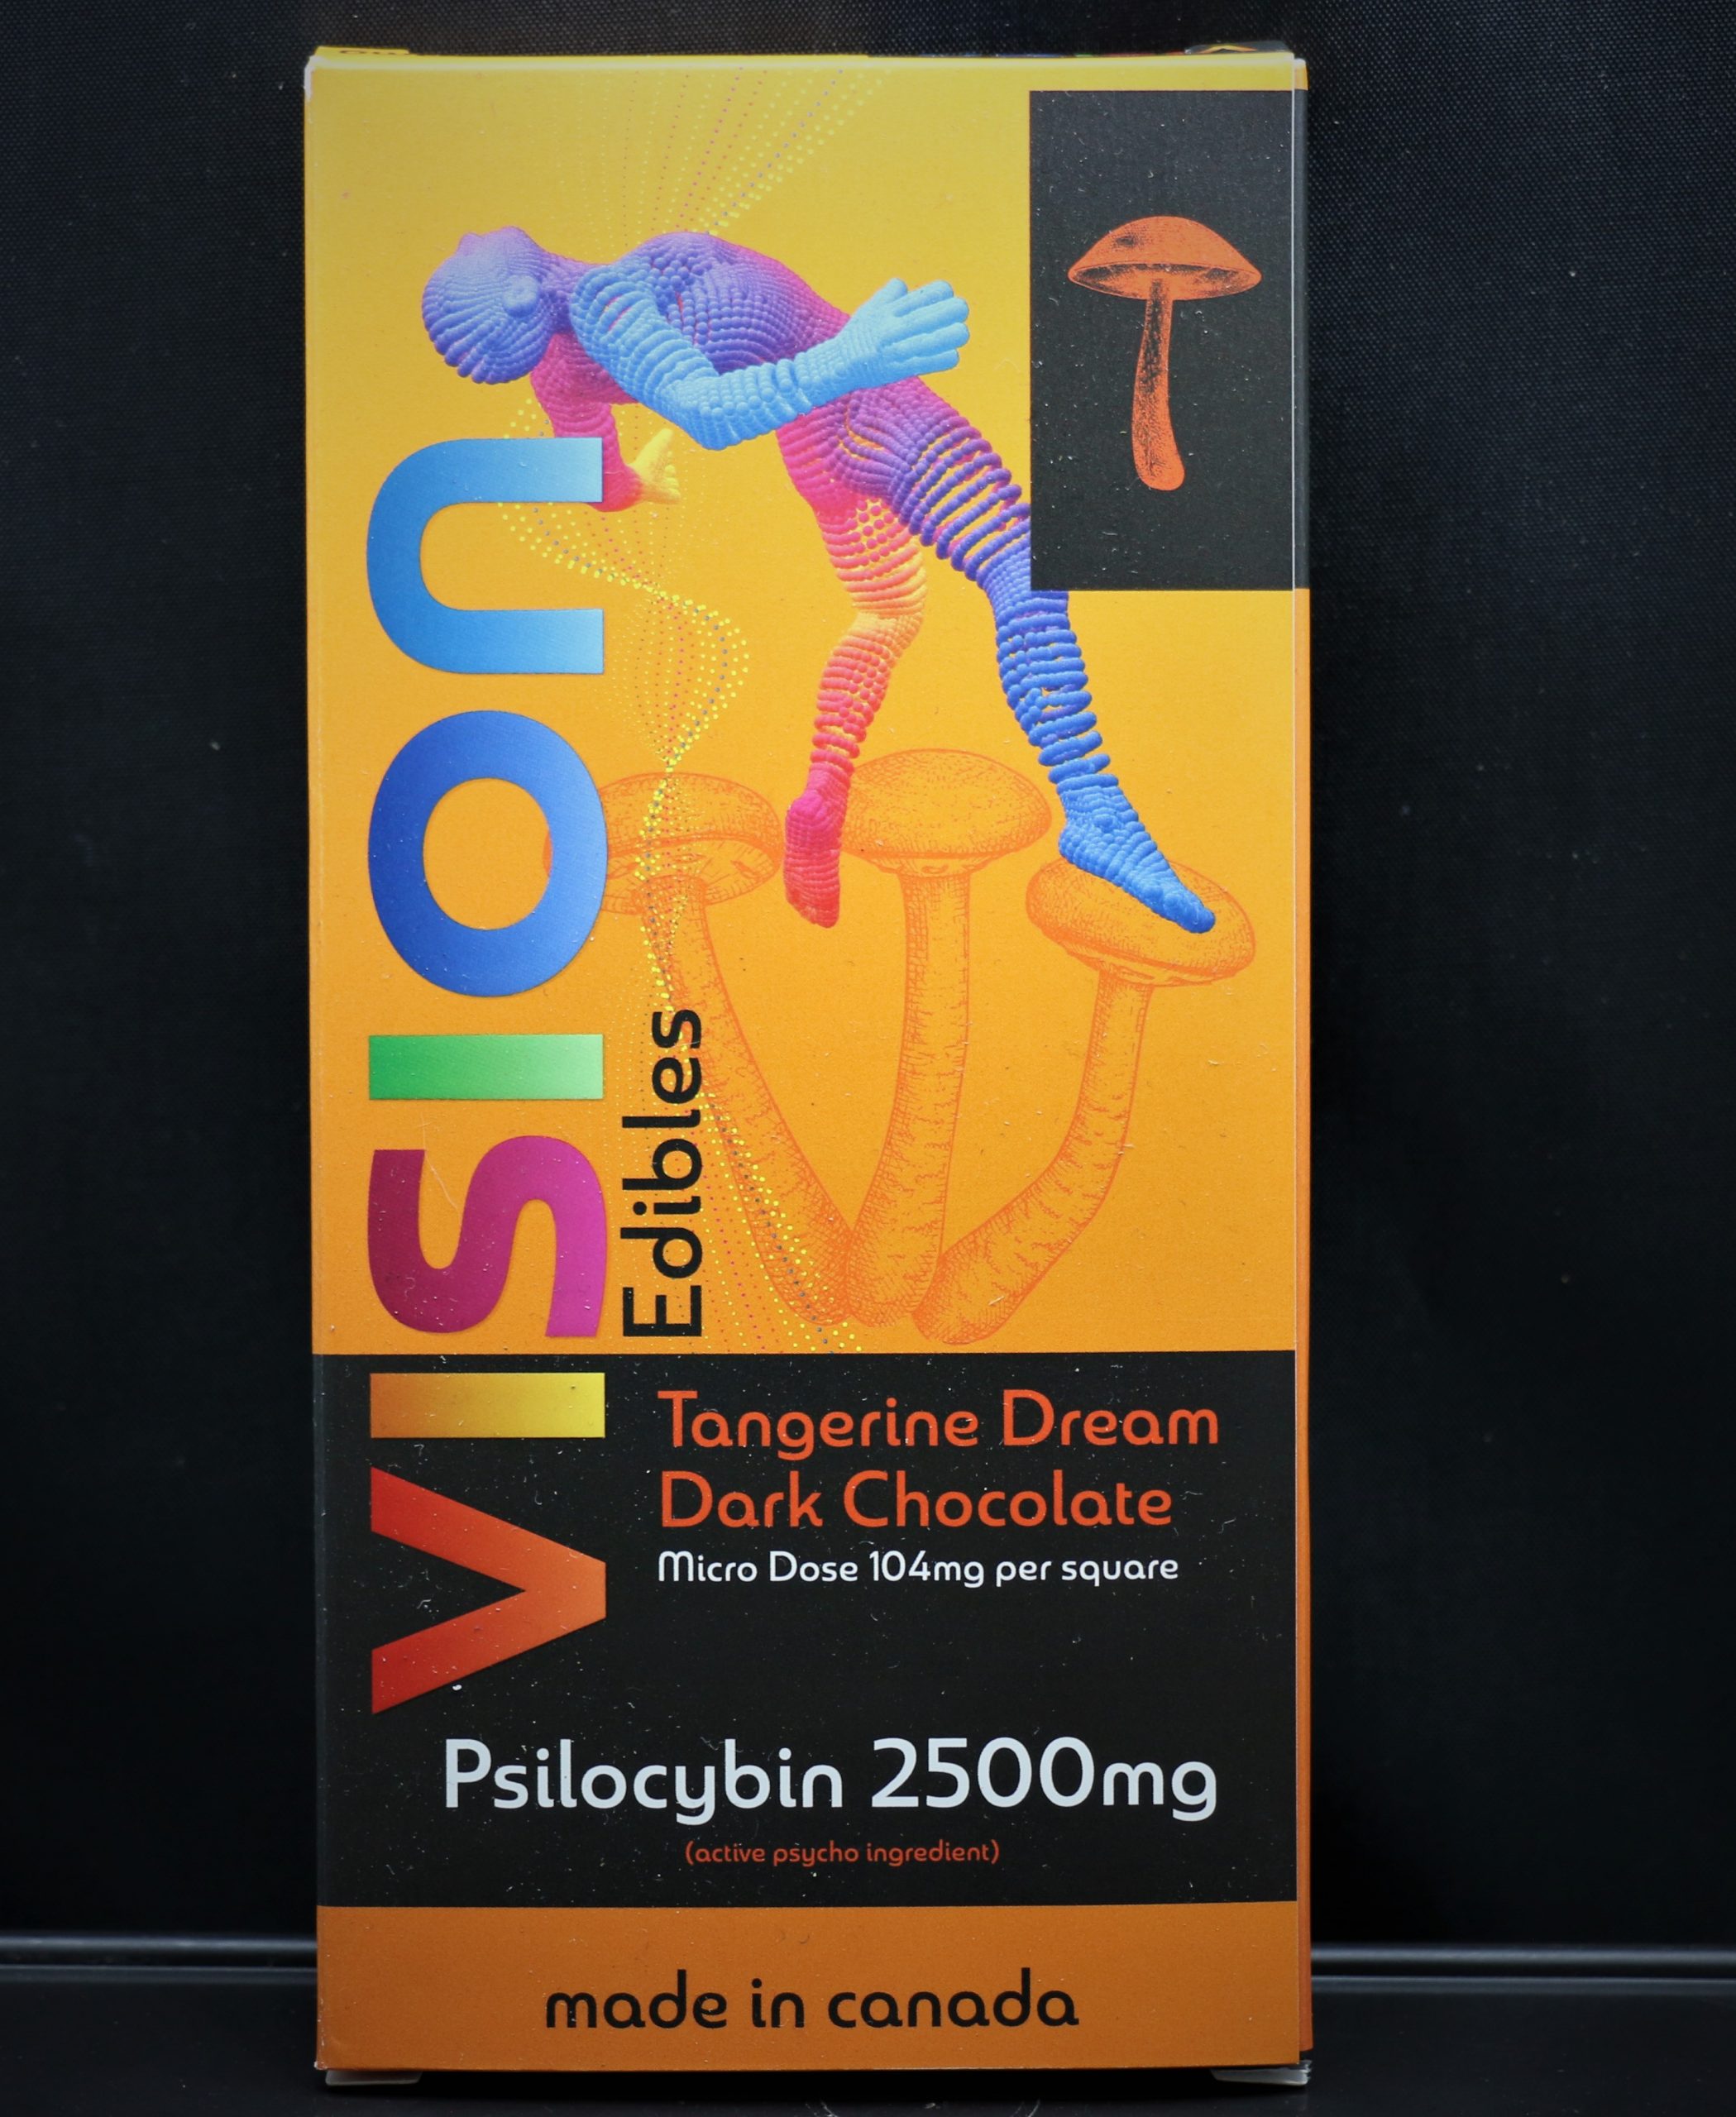 vision
Edibles
Tangerine Dream
Dark Chocolate
Micro Dose 104mg per square
Psilocybin 2500mg
(active psycho ingredient)
made in canada